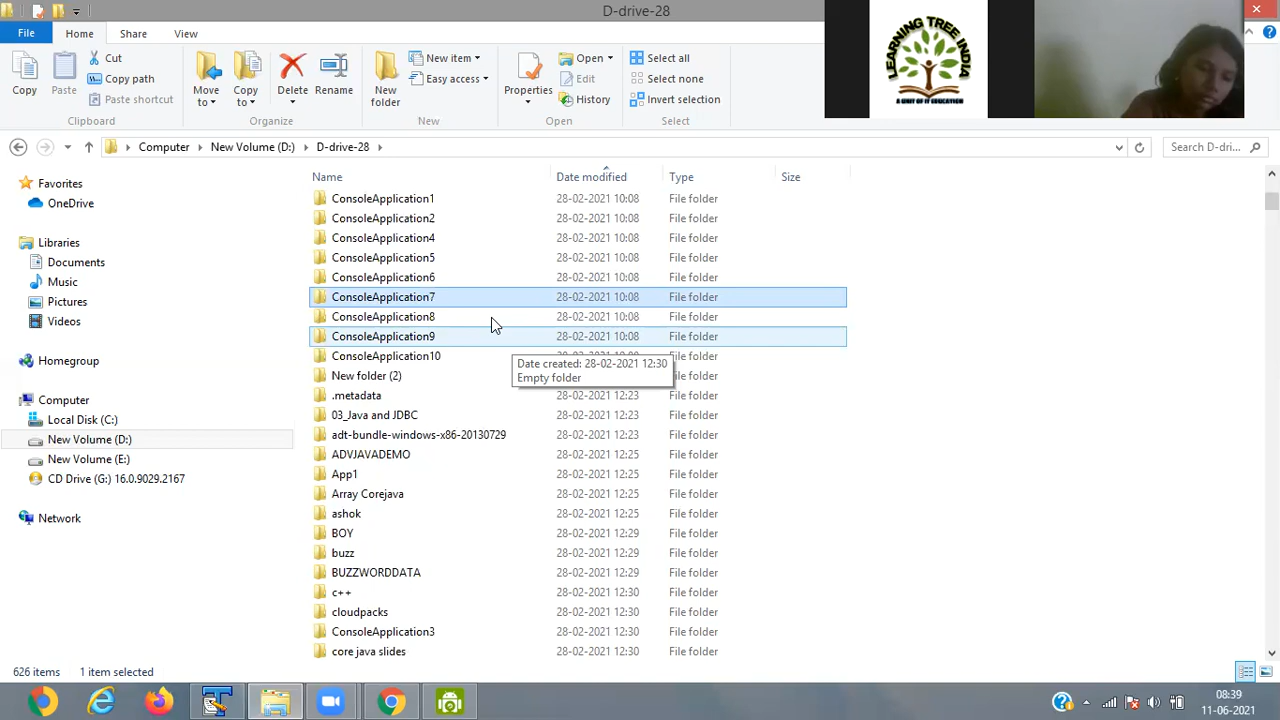 D-drive-28
File Home Share View
Copy
Paste
Cut
Copy path
Paste shortcut
Clipboard
Move to
Copy to
Delete
Rename
Organize
New folder
New item
Easy access
New
Properties
Open
Edit
History
Open
Select all
Select none
Invert selection
Select
LEARNING TREE INDIA
A UNIT OF IT EDUCATION
Computer New Volume (D:) D-drive-28
Search D-dri...
Favorites
OneDrive
Libraries
Documents
Music
Pictures
Videos
Homegroup
Computer
Local Disk (C:)
New Volume (D:)
New Volume (E:)
CD Drive (G:) 16.0.9029.2167
Network
Name Date modified Type Size
ConsoleApplication1 28-02-2021 10:08 File folder
ConsoleApplication2 28-02-2021 10:08 File folder
ConsoleApplication4 28-02-2021 10:08 File folder
ConsoleApplication5 28-02-2021 10:08 File folder
ConsoleApplication6 28-02-2021 10:08 File folder
ConsoleApplication7 28-02-2021 10:08 File folder
ConsoleApplication8 28-02-2021 10:08 File folder
ConsoleApplication9 28-02-2021 10:08 File folder
ConsoleApplication10 File folder
Date created: 28-02-2021 12:30
Empty folder
New folder (2) File folder
.metadata 28-02-2021 12:23 File folder
03_Java and JDBC 28-02-2021 12:23 File folder
adt-bundle-windows-x86-20130729 28-02-2021 12:23 File folder
ADVJAVADEMO 28-02-2021 12:25 File folder
App1 28-02-2021 12:25 File folder
Array Corejava 28-02-2021 12:25 File folder
ashok 28-02-2021 12:25 File folder
BOY 28-02-2021 12:29 File folder
buzz 28-02-2021 12:29 File folder
BUZZWORDDATA 28-02-2021 12:29 File folder
c++ 28-02-2021 12:30 File folder
cloudpacks 28-02-2021 12:30 File folder
ConsoleApplication3 28-02-2021 12:30 File folder
core java slides 28-02-2021 12:30 File folder
626 items 1 item selected
08:39
11-06-2021